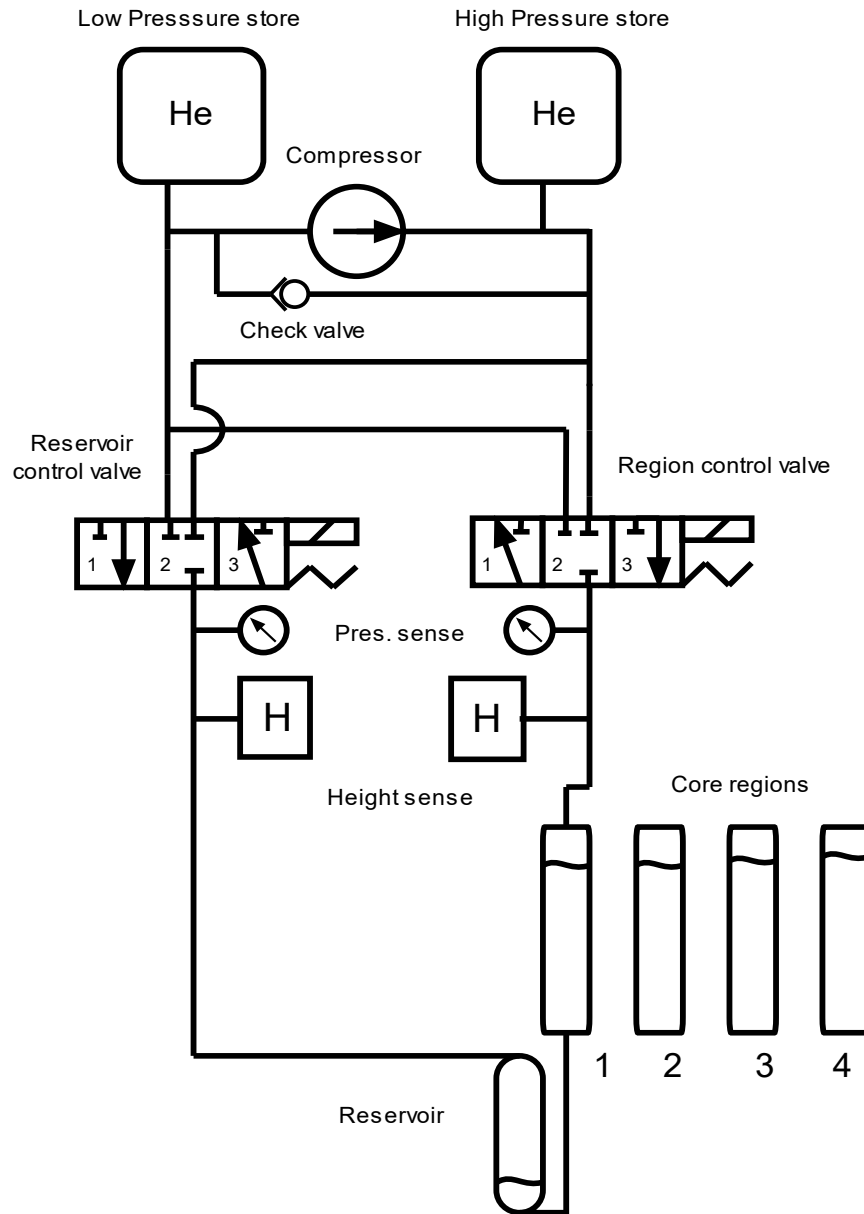 Low Presssure store
High Pressure store
He
He
Compressor
Check valve
Reservoir
control valve
Region control valve
1
2
3
1
2
3
Pres. sense
H
H
Height sense
Core regions
1
2
3
4
Reservoir